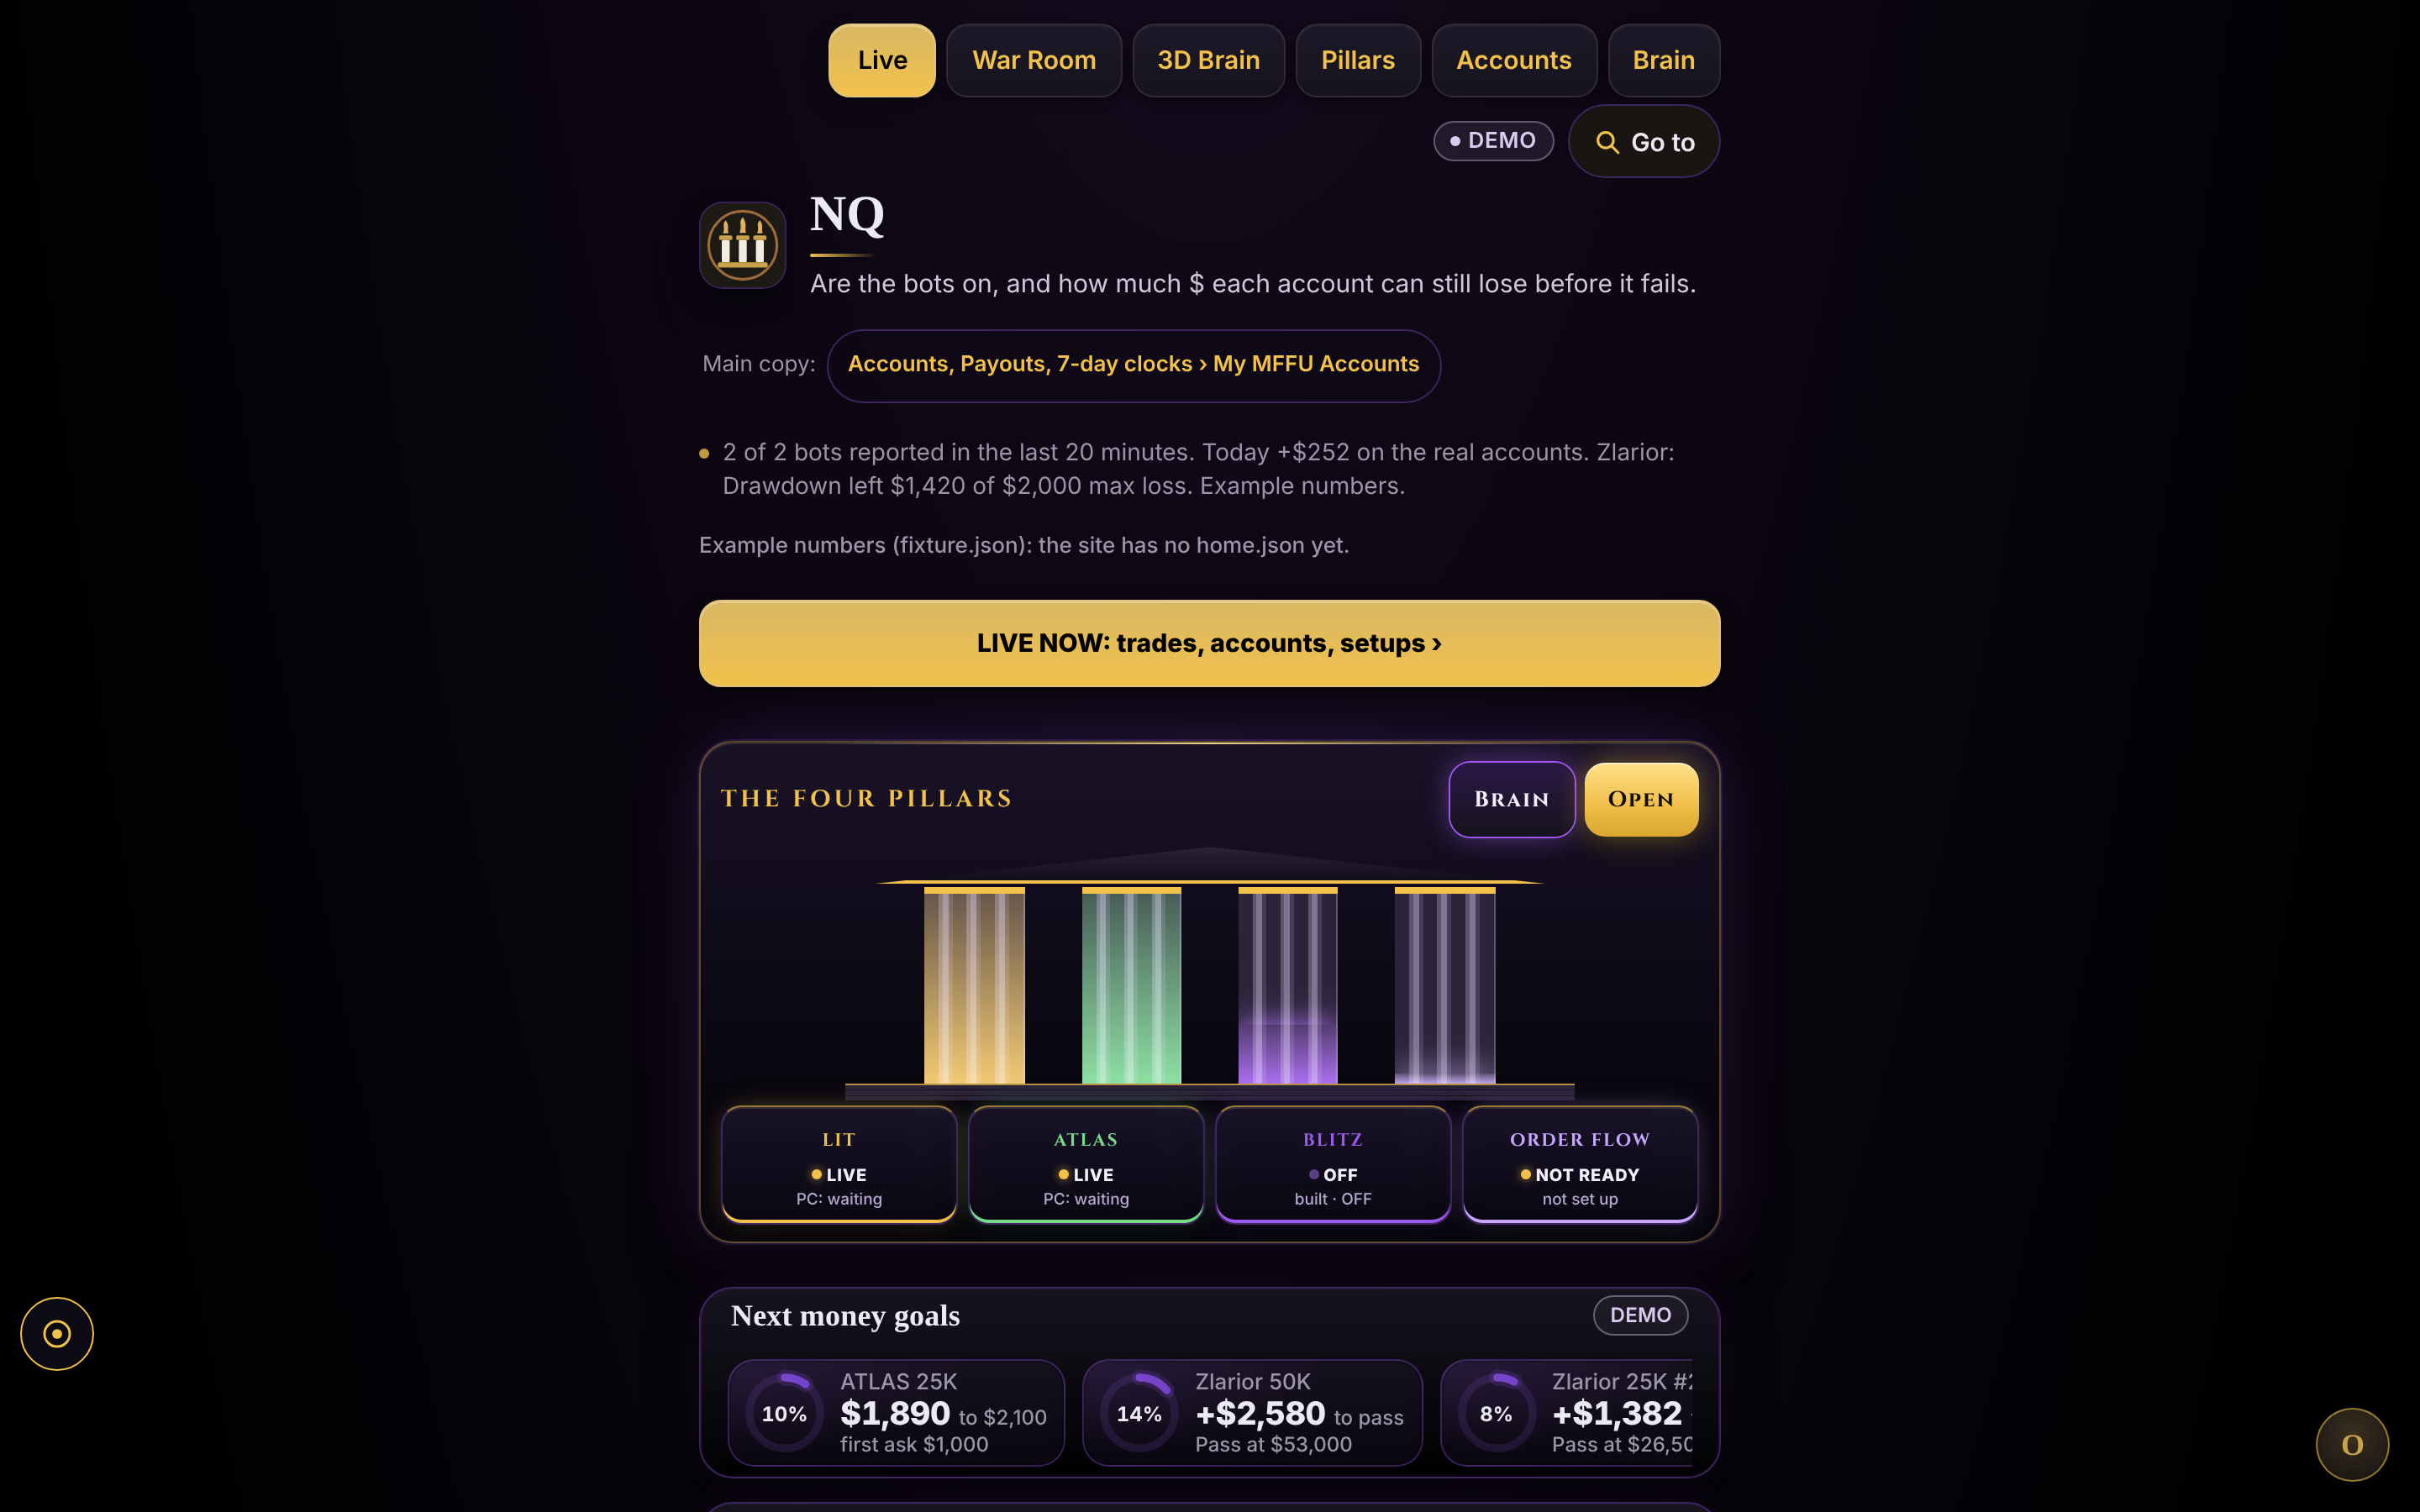 Live War Room 3D Brain Pillars Accounts Brain
DEMO Go to
NQ
Are the bots on, and how much $ each account can still lose before it fails.
Main copy: Accounts, Payouts, 7-day clocks › My MFFU Accounts
2 of 2 bots reported in the last 20 minutes. Today +$252 on the real accounts. Zlarior:
Drawdown left $1,420 of $2,000 max loss. Example numbers.
Example numbers (fixture.json): the site has no home.json yet.
LIVE NOW: trades, accounts, setups ›
THE FOUR PILLARS
BRAIN OPEN
LIT
LIVE
PC: waiting
ATLAS
LIVE
PC: waiting
BLITZ
OFF
built · OFF
ORDER FLOW
NOT READY
not set up
Next money goals DEMO
10%
ATLAS 25K
$1,890 to $2,100
first ask $1,000
14%
Zlarior 50K
+$2,580 to pass
Pass at $53,000
8%
Zlarior 25K
+$1,382
Pass at
O